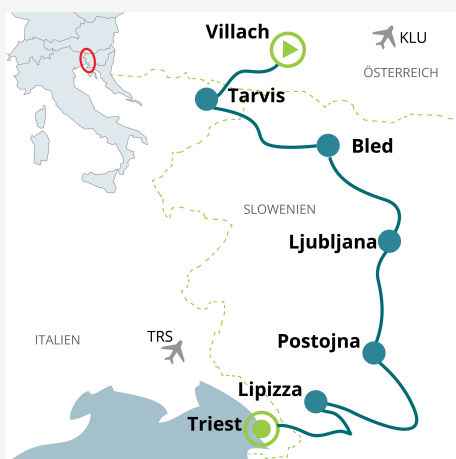 Villach
KLU
ÖSTERREICH
Tarvis
Bled
SLOWENIEN
Ljubljana
ITALIEN
TRS
Postojna
Lipizza
Triest